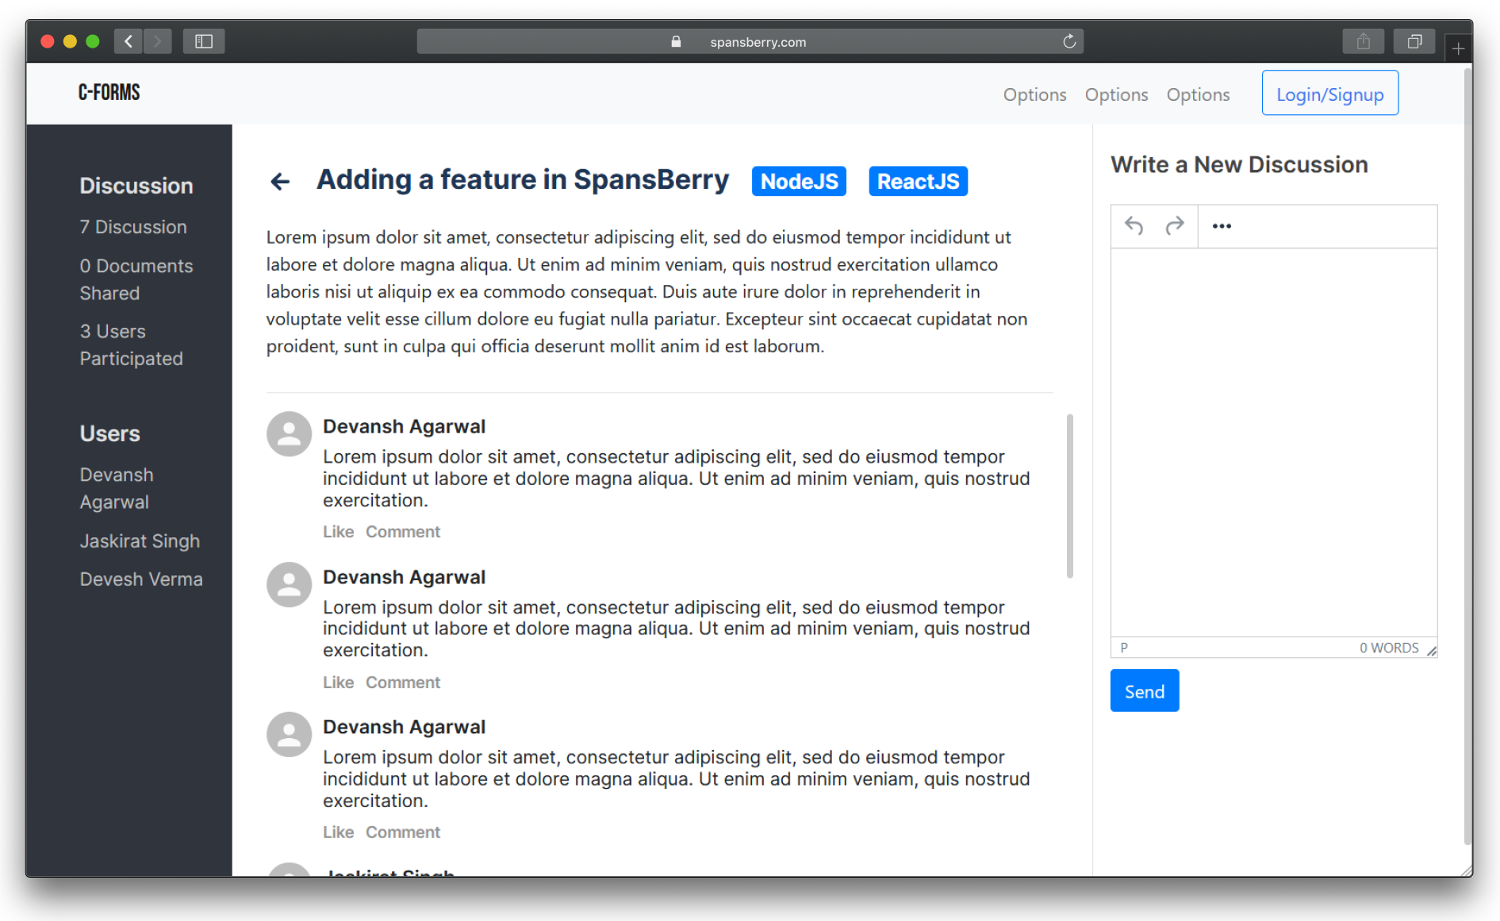 spansberry.com
C-FORMS
Options Options Options Login/Signup
Discussion
7 Discussion
0 Documents
Shared
3 Users
Participated
Users
Devansh
Agarwal
Jaskirat Singh
Devesh Verma
Adding a feature in SpansBerry NodeJS ReactJS
Lorem ipsum dolor sit amet, consectetur adipiscing elit, sed do eiusmod tempor incididunt ut
labore et dolore magna aliqua. Ut enim ad minim veniam, quis nostrud exercitation ullamco
laboris nisi ut aliquip ex ea commodo consequat. Duis aute irure dolor in reprehenderit in
voluptate velit esse cillum dolore eu fugiat nulla pariatur. Excepteur sint occaecat cupidatat non
proident, sunt in culpa qui officia deserunt mollit anim id est laborum.
Devansh Agarwal
Lorem ipsum dolor sit amet, consectetur adipiscing elit, sed do eiusmod tempor
incididunt ut labore et dolore magna aliqua. Ut enim ad minim veniam, quis nostrud
exercitation.
Like Comment
Devansh Agarwal
Lorem ipsum dolor sit amet, consectetur adipiscing elit, sed do eiusmod tempor
incididunt ut labore et dolore magna aliqua. Ut enim ad minim veniam, quis nostrud
exercitation.
Like Comment
Devansh Agarwal
Lorem ipsum dolor sit amet, consectetur adipiscing elit, sed do eiusmod tempor
incididunt ut labore et dolore magna aliqua. Ut enim ad minim veniam, quis nostrud
exercitation.
Like Comment
Jaskirat Singh
Write a New Discussion
P 0 WORDS
Send